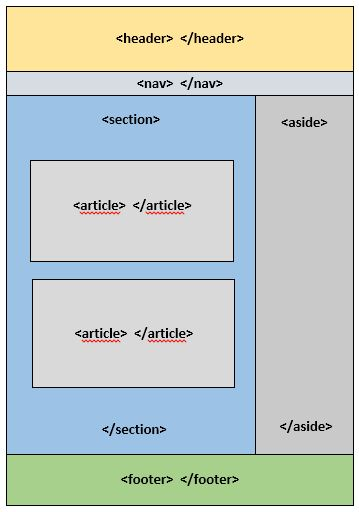 <header> </header>
<nav> </nav>
<section>
<aside>
<article> </article>
<article> </article>
</section>
</aside>
<footer> </footer>